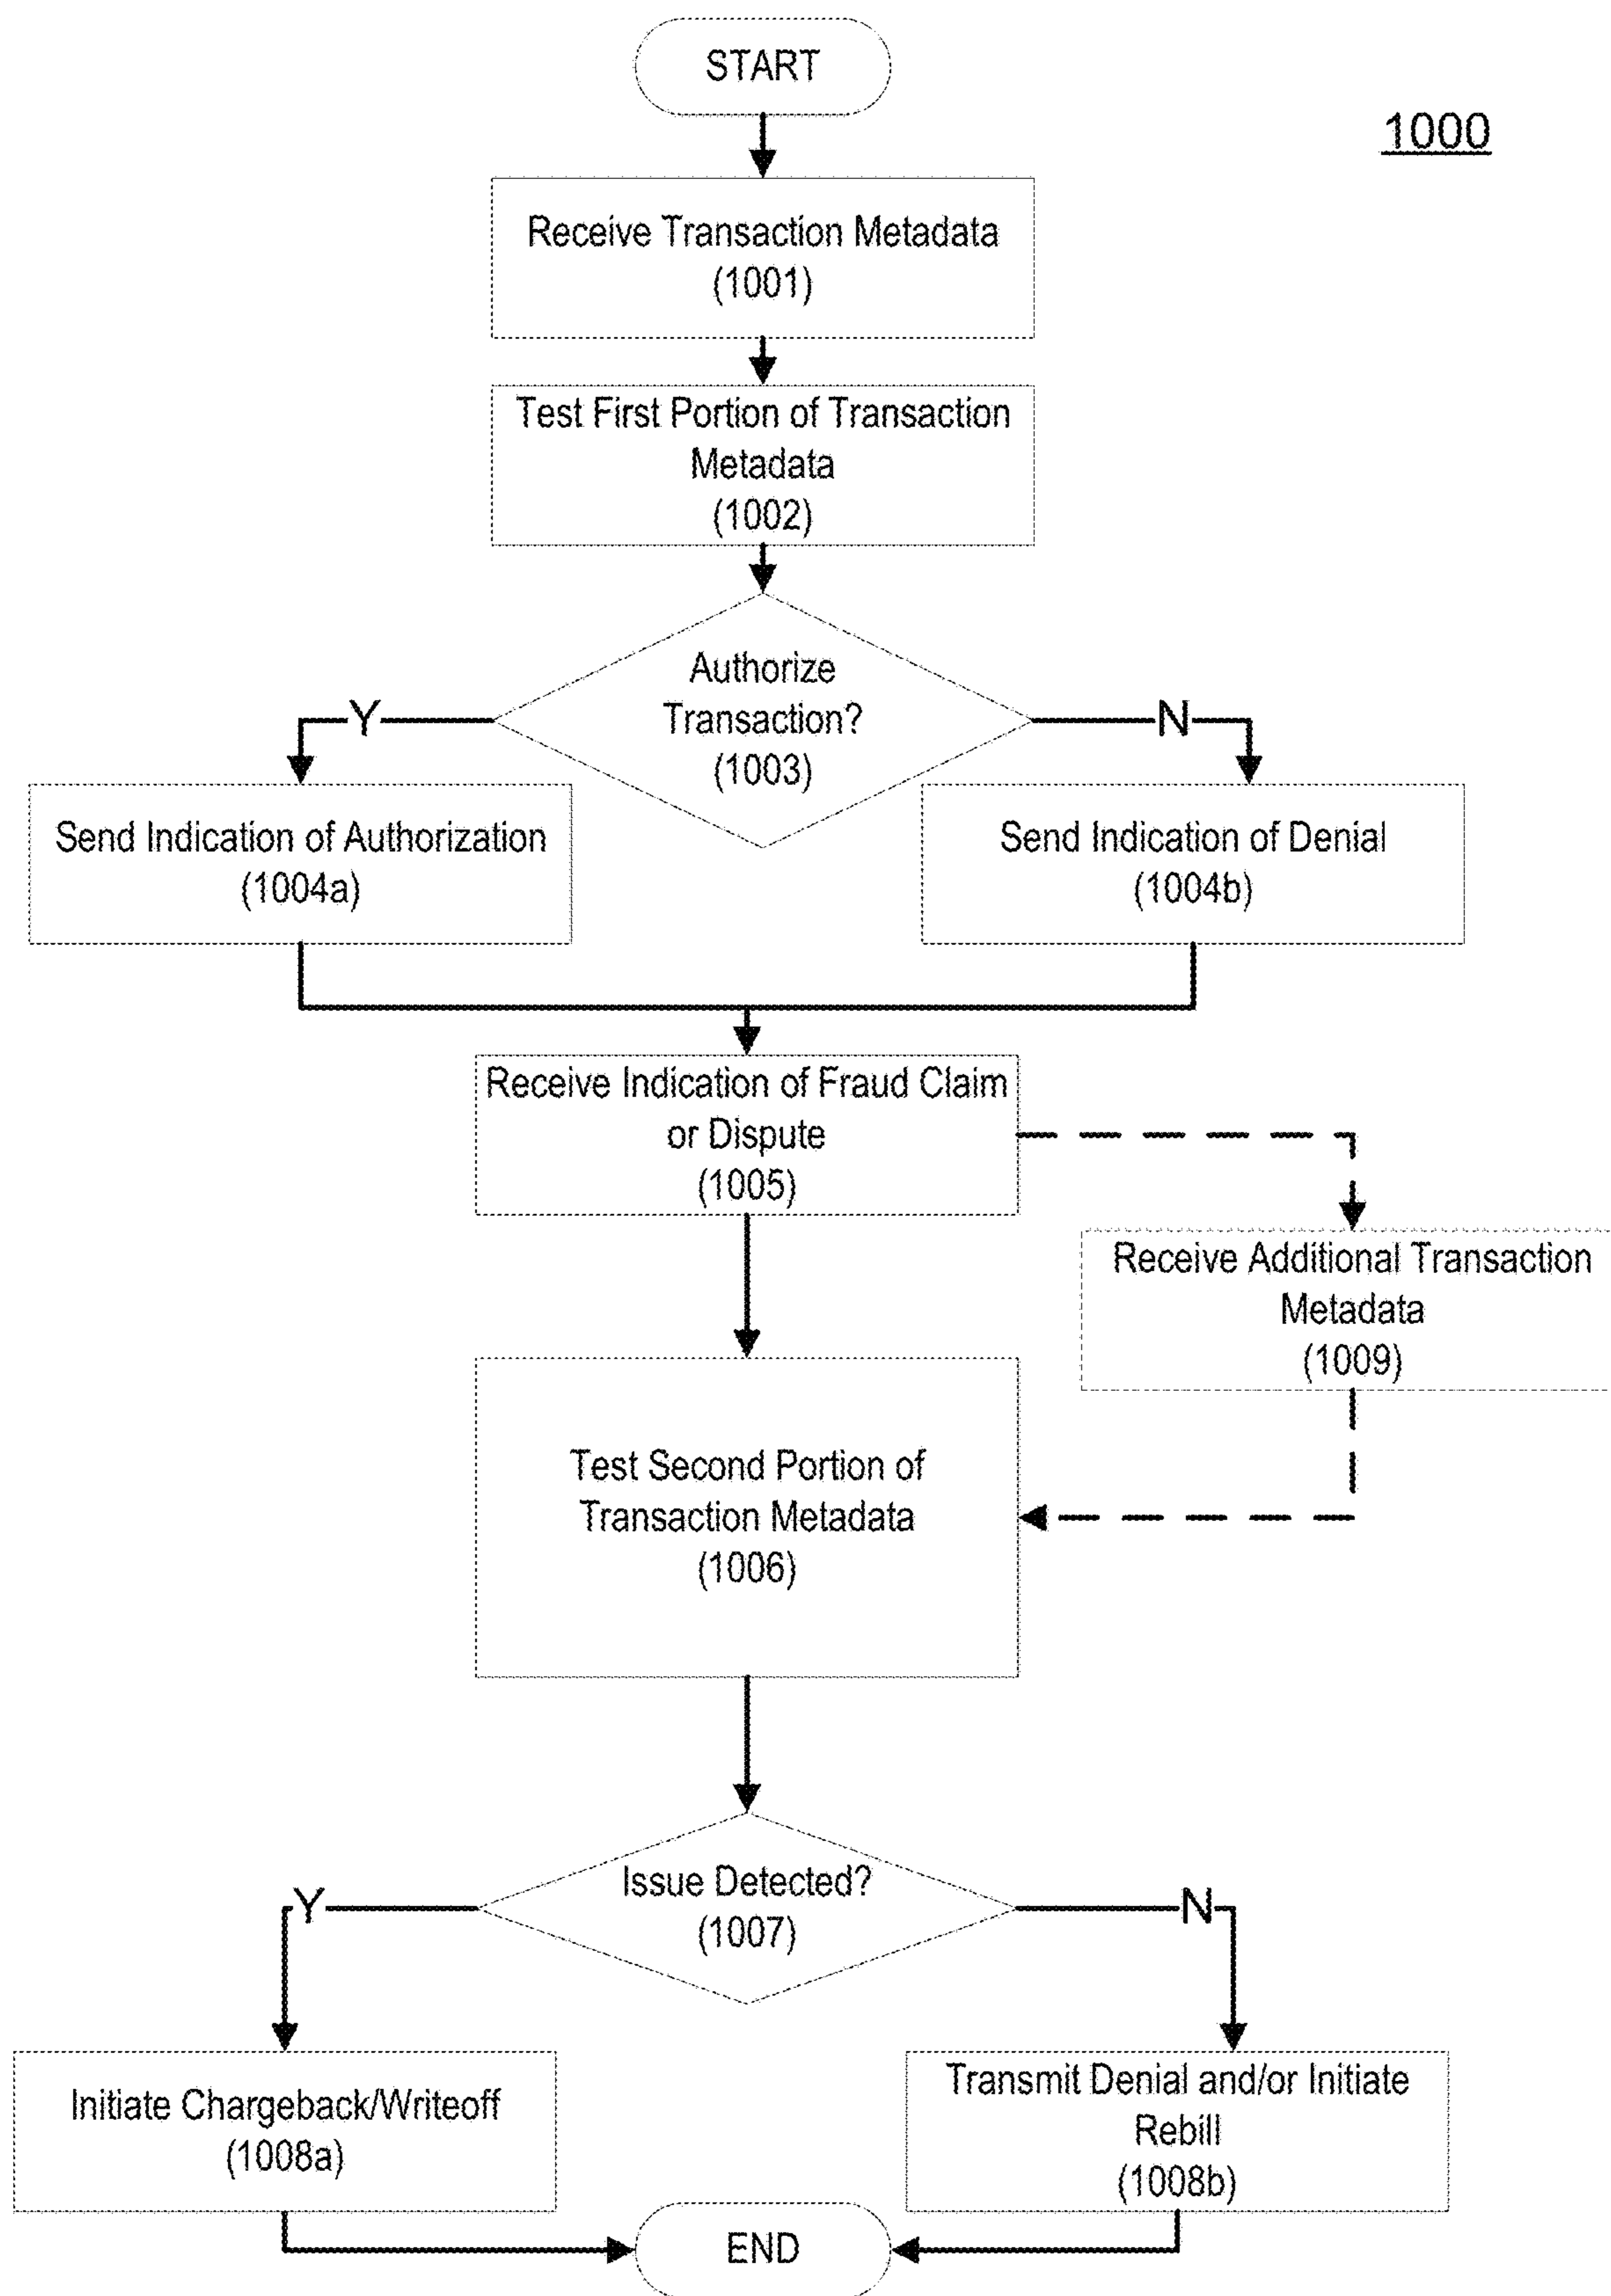 START
1000
Receive Transaction Metadata
(1001)
Test First Portion of Transaction
Metadata
(1002)
Authorize
Transaction?
(1003)
Y
N
Send Indication of Authorization
(1004a)
Send Indication of Denial
(1004b)
Receive Indication of Fraud Claim
or Dispute
(1005)
Receive Additional Transaction
Metadata
(1009)
Test Second Portion of
Transaction Metadata
(1006)
Issue Detected?
(1007)
Y
N
Initiate Chargeback/Writeoff
(1008a)
Transmit Denial and/or Initiate
Rebill
(1008b)
END